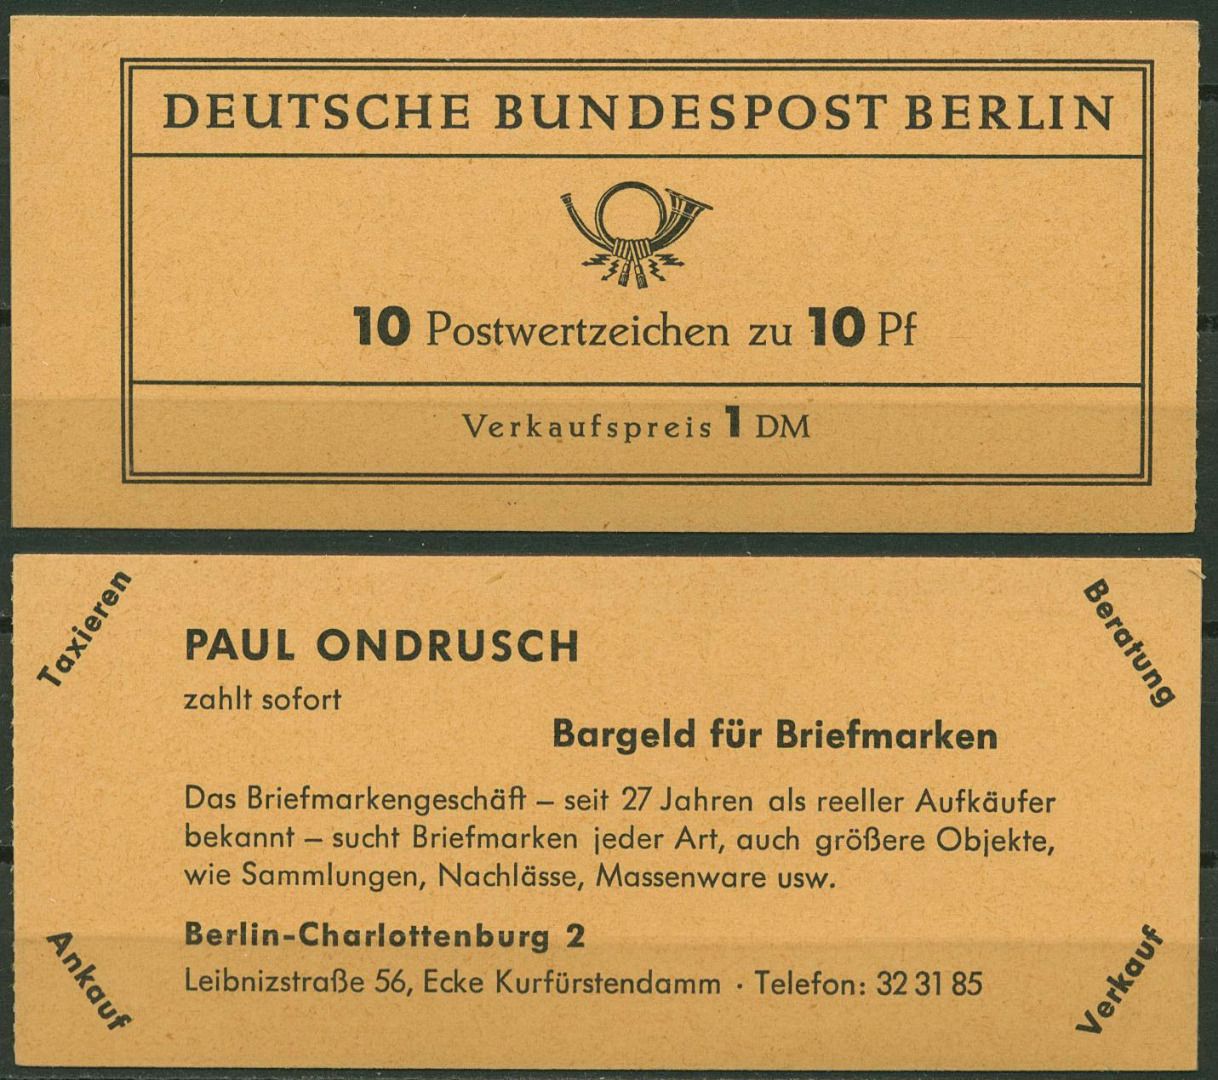 DEUTSCHE BUNDESPOST BERLIN
10 Postwertzeichen zu 10 Pf
Verkaufspreis 1 DM
Taxieren
Beratung
PAUL ONDRUSCH
zahlt sofort
Bargeld für Briefmarken
Das Briefmarkengeschäft – seit 27 Jahren als reeller Aufkäufer
bekannt – sucht Briefmarken jeder Art, auch größere Objekte,
wie Sammlungen, Nachlässe, Massenware usw.
Berlin-Charlottenburg 2
Leibnizstraße 56, Ecke Kurfürstendamm · Telefon: 32 31 85
Ankauf
Verkauf